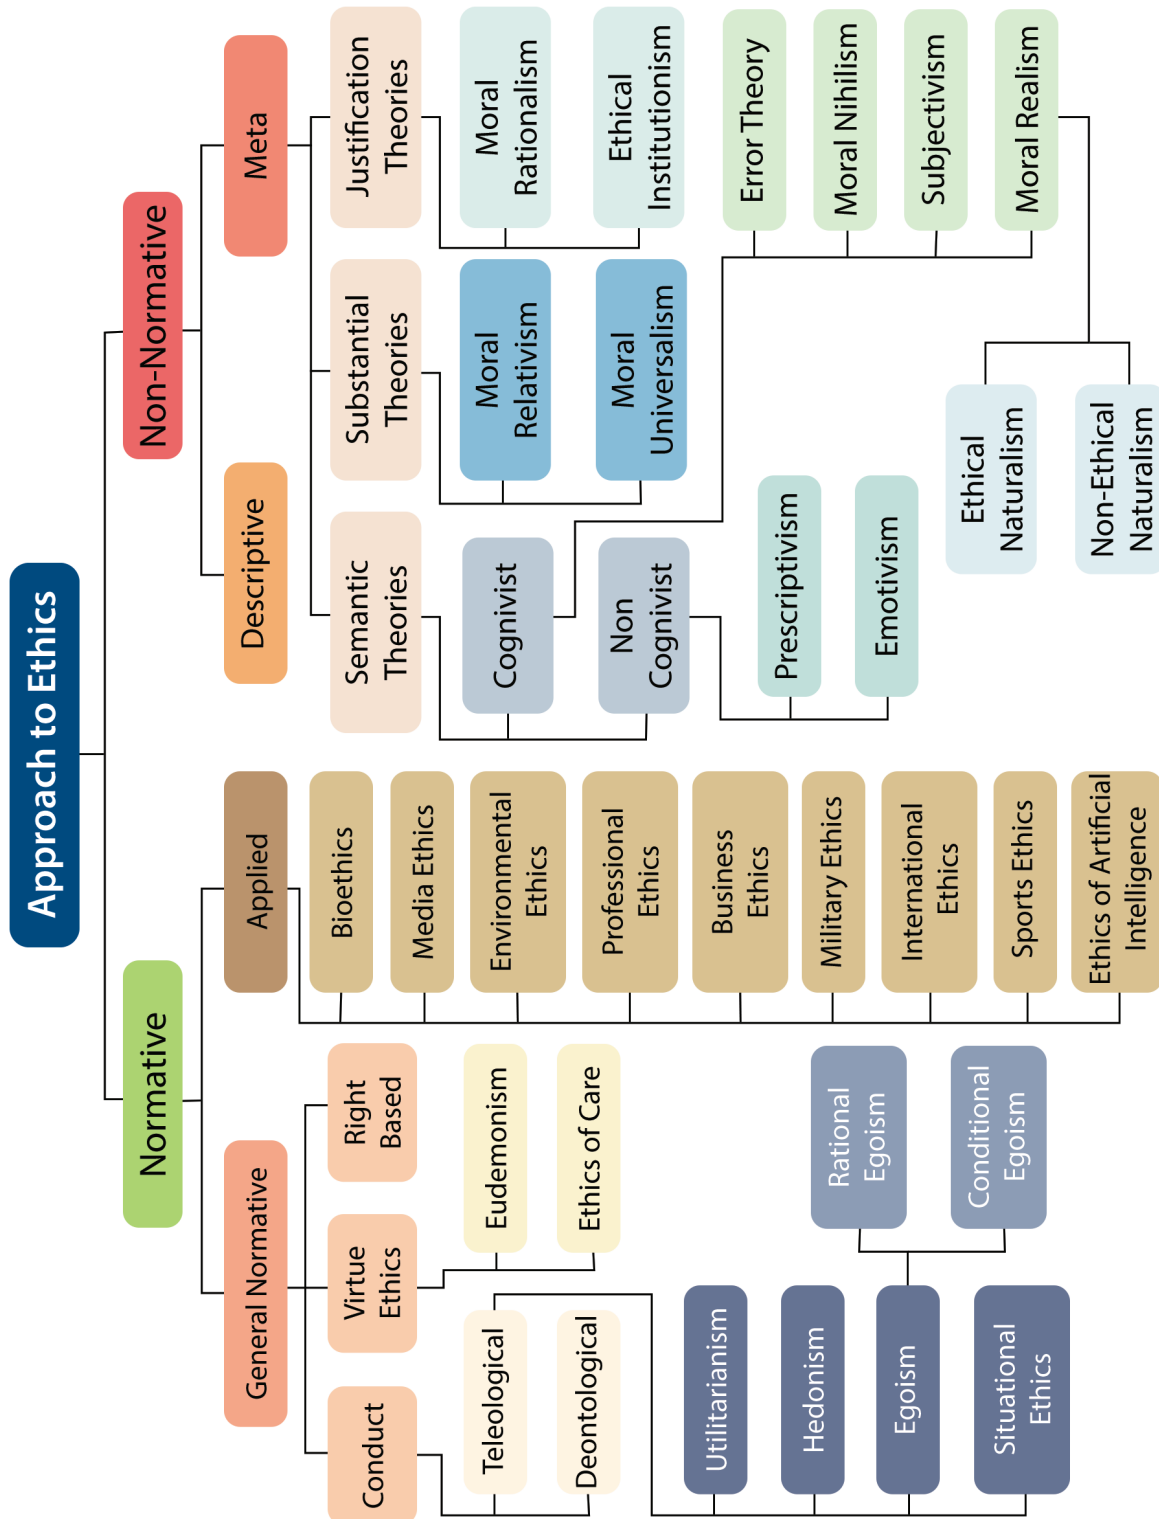 Approach to Ethics
Normative
Non-Normative
General Normative
Applied
Descriptive
Meta
Conduct
Virtue
Ethics
Right
Based
Teleological
Deontological
Eudemonism
Ethics of Care
Utilitarianism
Hedonism
Egoism
Situational
Ethics
Rational
Egoism
Conditional
Egoism
Bioethics
Media Ethics
Environmental
Ethics
Professional
Ethics
Business
Ethics
Military Ethics
International
Ethics
Sports Ethics
Ethics of Artificial
Intelligence
Semantic
Theories
Substantial
Theories
Justification
Theories
Cognivist
Non
Cognivist
Prescriptivism
Emotivism
Moral
Relativism
Moral
Universalism
Moral
Rationalism
Ethical
Institutionism
Error Theory
Moral Nihilism
Subjectivism
Moral Realism
Ethical
Naturalism
Non-Ethical
Naturalism